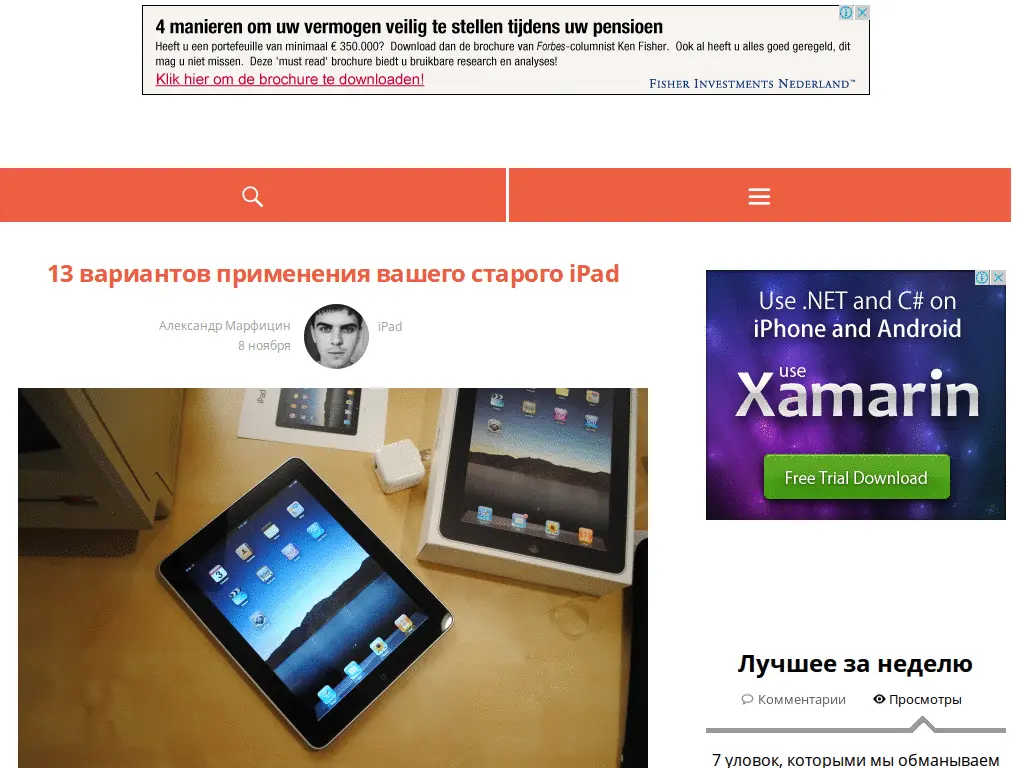 4 manieren om uw vermogen veilig te stellen tijdens uw pensioen
Heeft u een portefeuille van minimaal € 350.000? Download dan de brochure van Forbes-columnist Ken Fisher. Ook al heeft u alles goed geregeld, dit
mag u niet missen. Deze 'must read' brochure biedt u bruikbare research en analyses!
Klik hier om de brochure te downloaden!
FISHER INVESTMENTS NEDERLAND™
13 вариантов применения вашего старого iPad
Александр Марфицин
8 ноября
iPad
Use .NET and C# on
iPhone and Android
use
Xamarin
Free Trial Download
Лучшее за неделю
Комментарии Просмотры
7 уловок, которыми мы обманываем